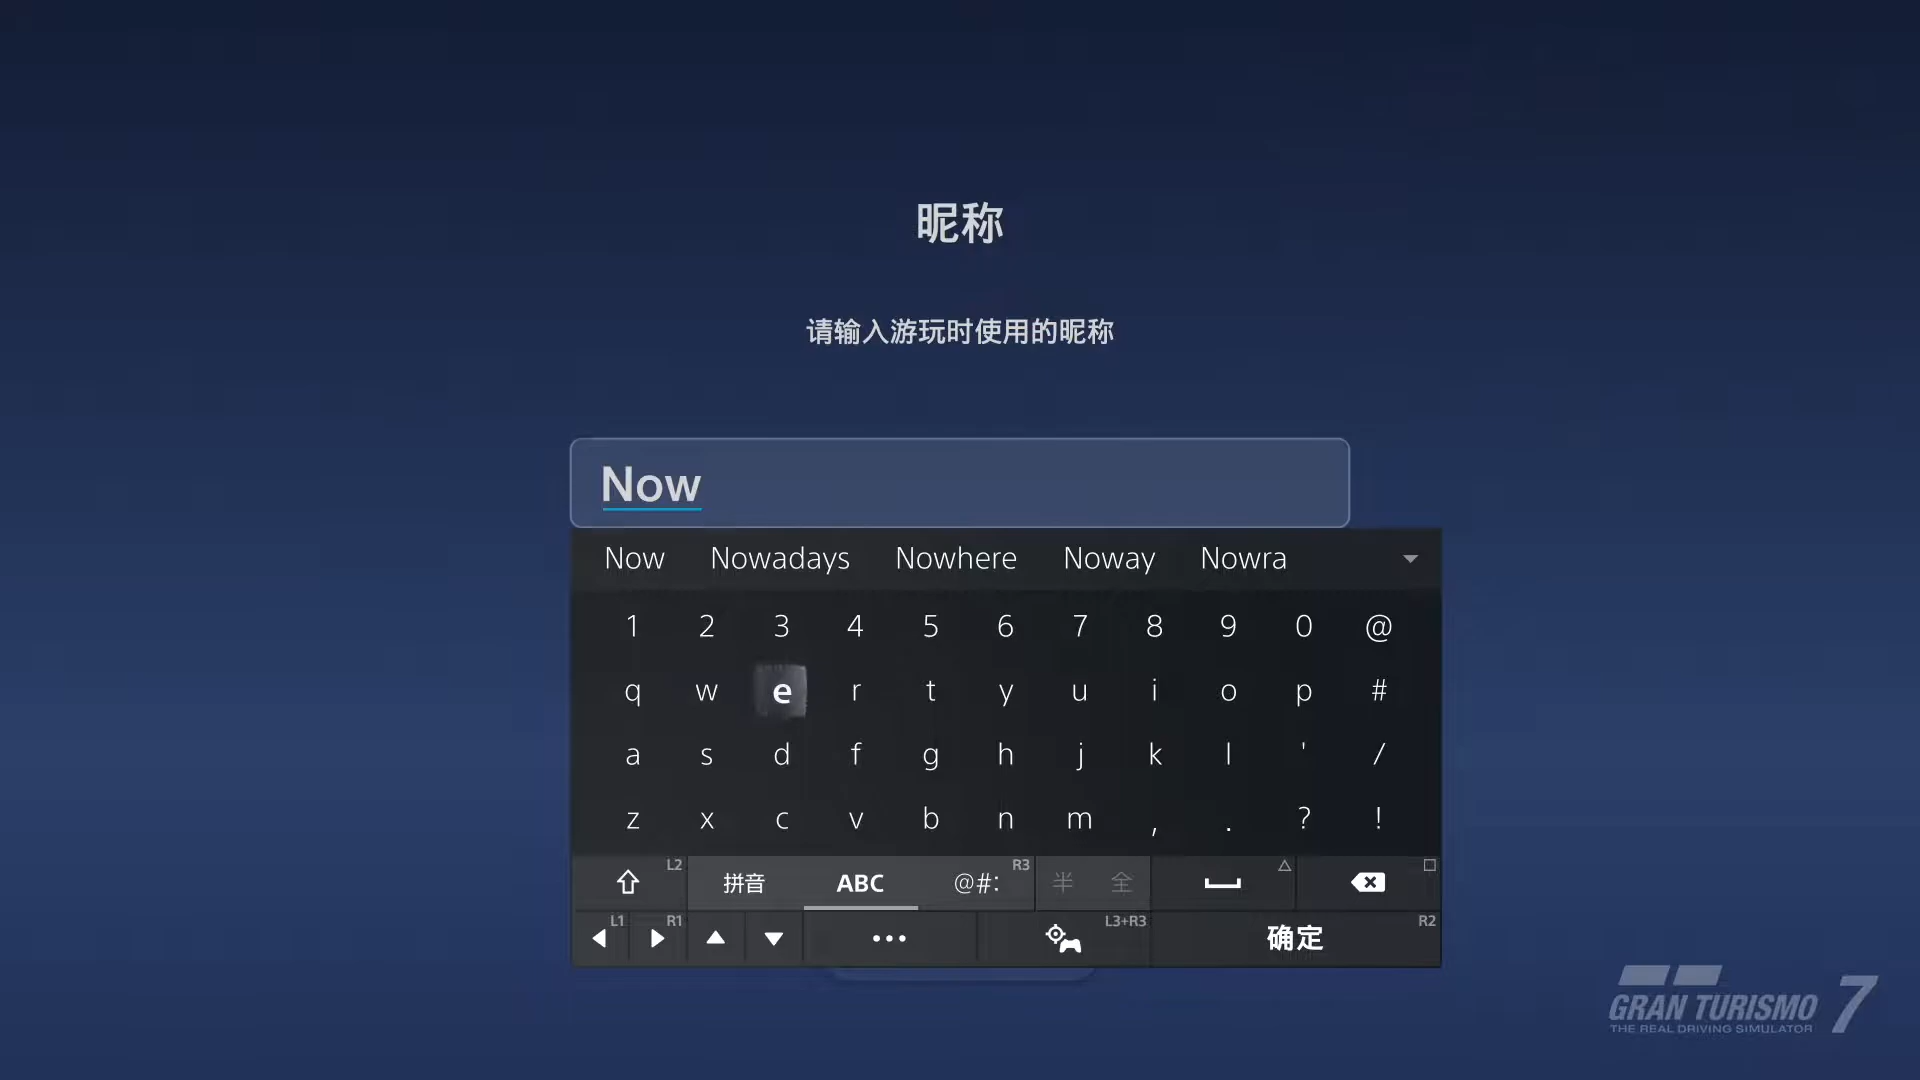 昵称
请输入游玩时使用的昵称
Now
Now Nowadays Nowhere Noway Nowra
1 2 3 4 5 6 7 8 9 0 @
q w e r t y u i o p #
a s d f g h j k l ' /
z x c v b n m , . ? !
L2 拼音 ABC @#: R3 半 全 △ □
L1 R1 ... L3+R3 确定 R2
GRAN TURISMO 7
THE REAL DRIVING SIMULATOR